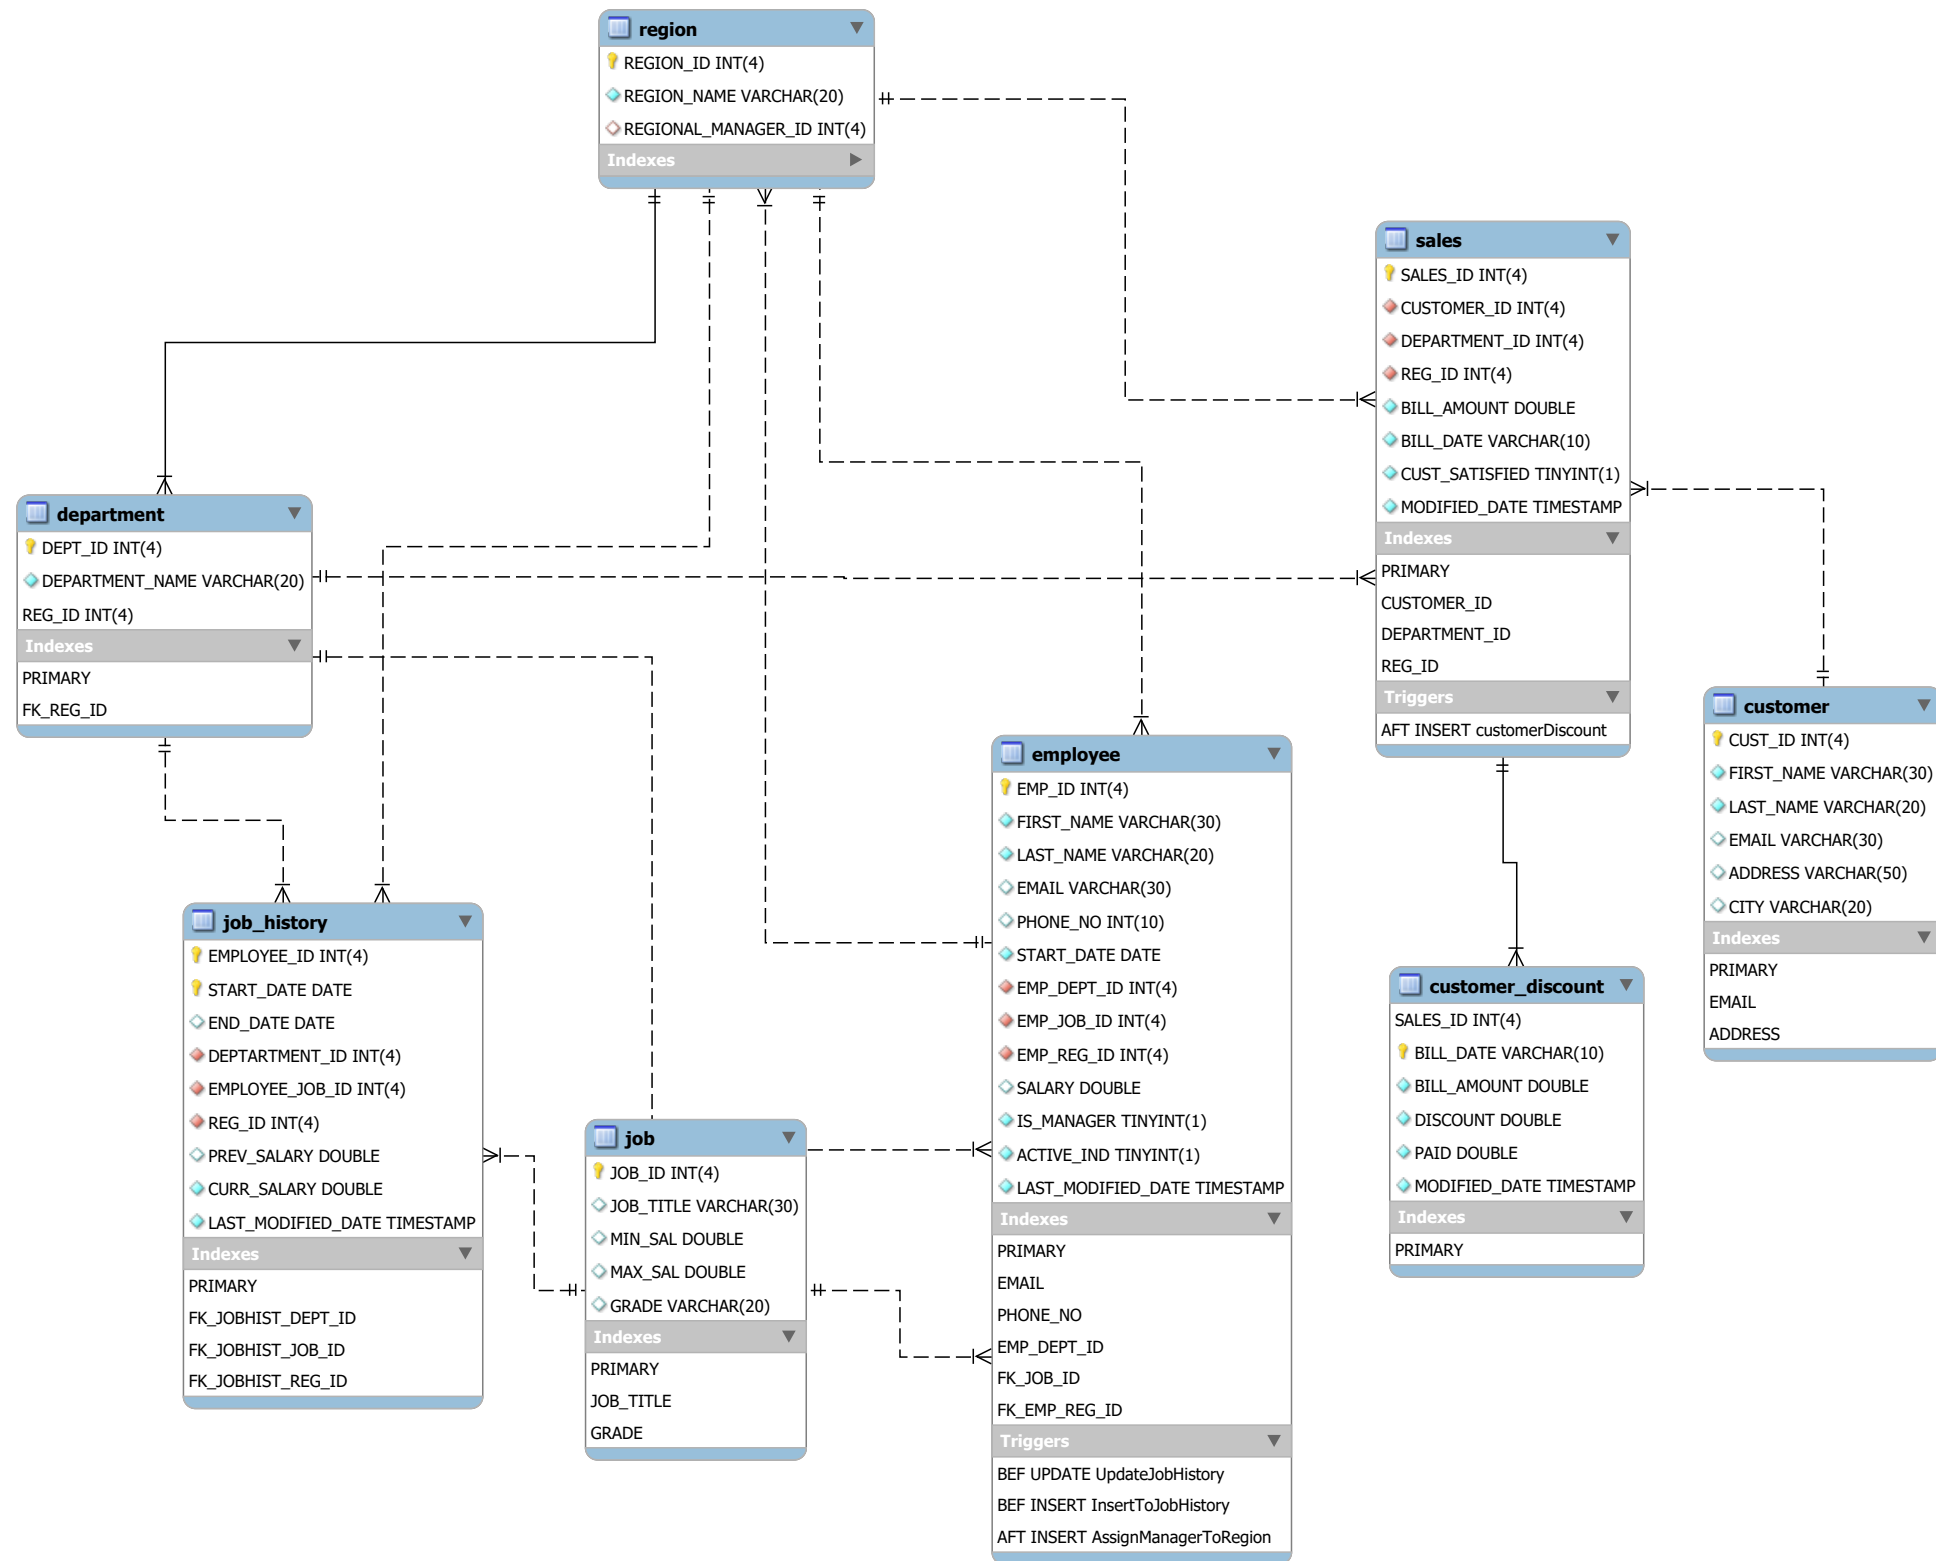 region
REGION_ID INT(4)
REGION_NAME VARCHAR(20)
REGIONAL_MANAGER_ID INT(4)
Indexes
sales
SALES_ID INT(4)
CUSTOMER_ID INT(4)
DEPARTMENT_ID INT(4)
REG_ID INT(4)
BILL_AMOUNT DOUBLE
BILL_DATE VARCHAR(10)
CUST_SATISFIED TINYINT(1)
MODIFIED_DATE TIMESTAMP
Indexes
PRIMARY
CUSTOMER_ID
DEPARTMENT_ID
REG_ID
Triggers
AFT INSERT customerDiscount
department
DEPT_ID INT(4)
DEPARTMENT_NAME VARCHAR(20)
REG_ID INT(4)
Indexes
PRIMARY
FK_REG_ID
customer
CUST_ID INT(4)
FIRST_NAME VARCHAR(30)
LAST_NAME VARCHAR(20)
EMAIL VARCHAR(30)
ADDRESS VARCHAR(50)
CITY VARCHAR(20)
Indexes
PRIMARY
EMAIL
ADDRESS
employee
EMP_ID INT(4)
FIRST_NAME VARCHAR(30)
LAST_NAME VARCHAR(20)
EMAIL VARCHAR(30)
PHONE_NO INT(10)
START_DATE DATE
EMP_DEPT_ID INT(4)
EMP_JOB_ID INT(4)
EMP_REG_ID INT(4)
SALARY DOUBLE
IS_MANAGER TINYINT(1)
ACTIVE_IND TINYINT(1)
LAST_MODIFIED_DATE TIMESTAMP
Indexes
PRIMARY
EMAIL
PHONE_NO
EMP_DEPT_ID
FK_JOB_ID
FK_EMP_REG_ID
Triggers
BEF UPDATE UpdateJobHistory
BEF INSERT InsertToJobHistory
AFT INSERT AssignManagerToRegion
job_history
EMPLOYEE_ID INT(4)
START_DATE DATE
END_DATE DATE
DEPTARTMENT_ID INT(4)
EMPLOYEE_JOB_ID INT(4)
REG_ID INT(4)
PREV_SALARY DOUBLE
CURR_SALARY DOUBLE
LAST_MODIFIED_DATE TIMESTAMP
Indexes
PRIMARY
FK_JOBHIST_DEPT_ID
FK_JOBHIST_JOB_ID
FK_JOBHIST_REG_ID
customer_discount
SALES_ID INT(4)
BILL_DATE VARCHAR(10)
BILL_AMOUNT DOUBLE
DISCOUNT DOUBLE
PAID DOUBLE
MODIFIED_DATE TIMESTAMP
Indexes
PRIMARY
job
JOB_ID INT(4)
JOB_TITLE VARCHAR(30)
MIN_SAL DOUBLE
MAX_SAL DOUBLE
GRADE VARCHAR(20)
Indexes
PRIMARY
JOB_TITLE
GRADE